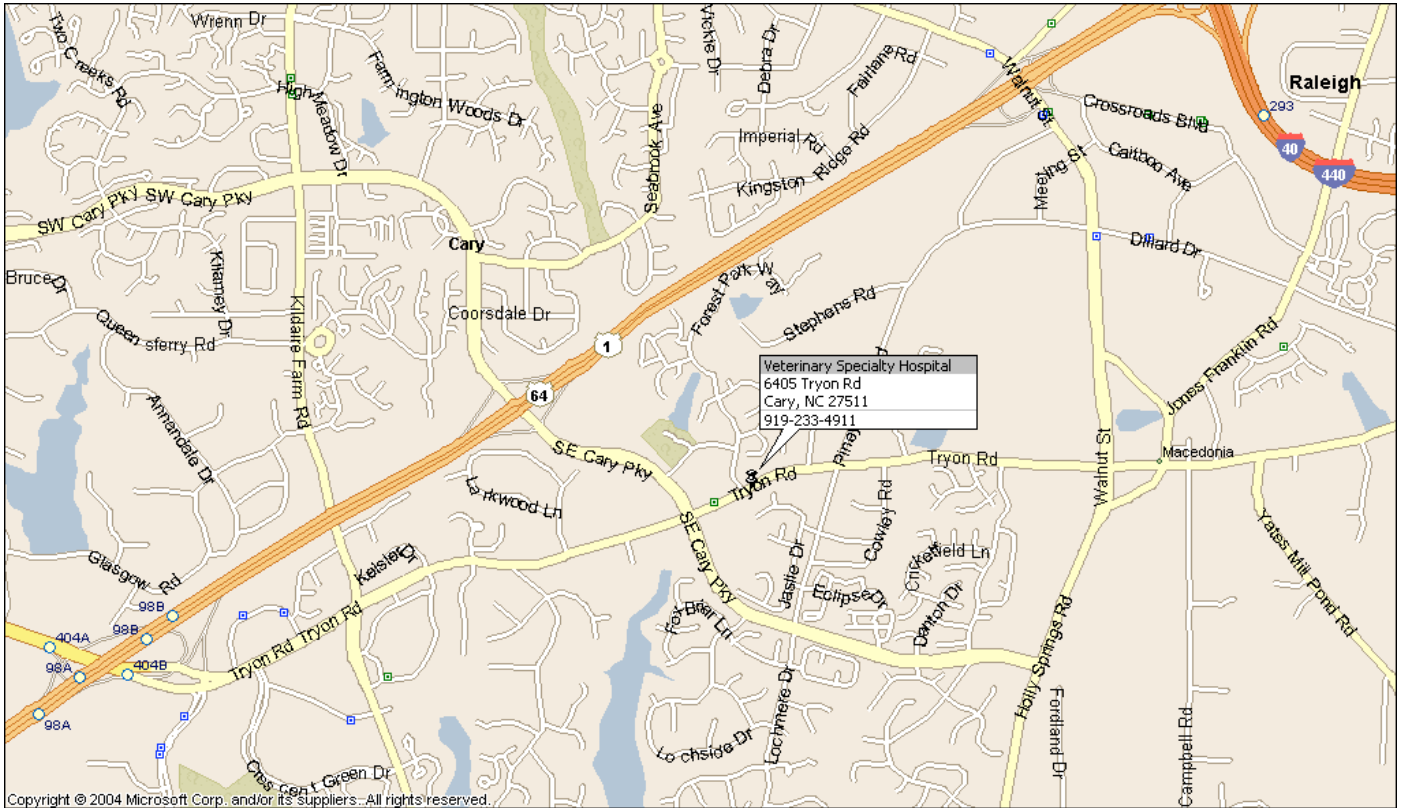 Wrenn Dr
Two Creeks Rd
High Meadow Dr
Farmington Woods Dr
Vickie Dr
Debra Dr
Fairlane Rd
Walnut St
Raleigh
293
Crossroads Blvd
40
440
Imperial Rd
Kingston Ridge Rd
Seabrook Ave
Meeting St
Caitboo Ave
SW Cary Pky
SW Cary Pky
Cary
Dillard Dr
Bruce Dr
Kilarney Dr
Forest Park Way
Stephens Rd
Coorsdale Dr
Queensferry Rd
Kildaire Farm Rd
1
64
Jones Franklin Rd
Veterinary Specialty Hospital
6405 Tryon Rd
Cary, NC 27511
919-233-4911
Annandale Dr
SE Cary Pky
Tryon Rd
Tryon Rd
Macedonia
Walnut St
Larkwood Ln
SE Cary Pky
Cowley Rd
Yates Mill Pond Rd
Glasgow Rd
Keisler Dr
Jaslie Dr
Cricketfield Ln
Eclipse Dr
Danton Dr
Fox Briar Ln
98B
98B
404A
404B
98A
98A
Tryon Rd
Tryon Rd
Holly Springs Rd
Lochmere Dr
Lochside Dr
Fordland Dr
Campbell Rd
Crescent Green Dr
Copyright © 2004 Microsoft Corp. and/or its suppliers. All rights reserved.